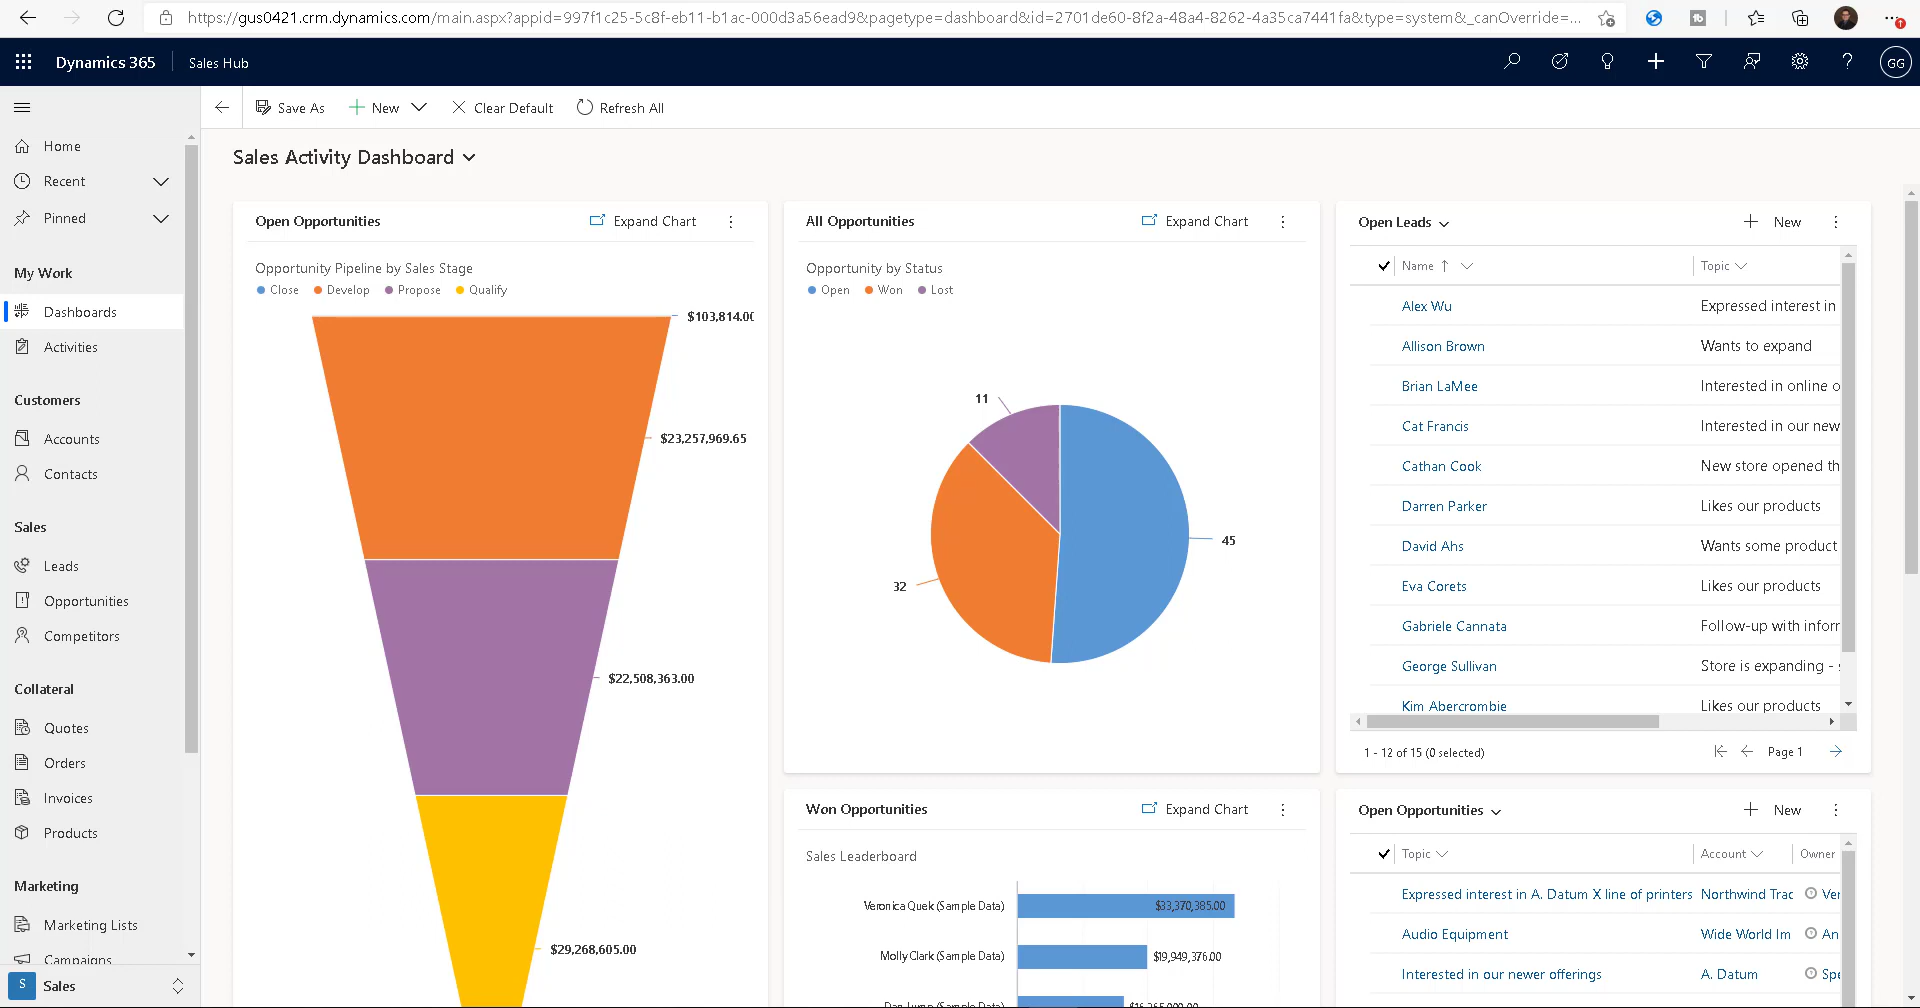 https://gus0421.crm.dynamics.com/main.aspx?appid=997f1c25-5c8f-eb11-b1ac-000d3a56ead9&pagetype=dashboard&id=2701de60-8f2a-48a4-8262-4a35ca7441fa&type=system&_canOverride=...
Dynamics 365
Sales Hub
GG
Save As
New
Clear Default
Refresh All
Home
Recent
Pinned
My Work
Dashboards
Activities
Customers
Accounts
Contacts
Sales
Leads
Opportunities
Competitors
Collateral
Quotes
Orders
Invoices
Products
Marketing
Marketing Lists
Campaigns
S Sales
Sales Activity Dashboard
Open Opportunities
Expand Chart
Opportunity Pipeline by Sales Stage
Close Develop Propose Qualify
$103,814.00
$23,257,969.65
$22,508,363.00
$29,268,605.00
All Opportunities
Expand Chart
Opportunity by Status
Open Won Lost
11
45
32
Won Opportunities
Expand Chart
Sales Leaderboard
Veronica Quek (Sample Data) $33,370,385.00
Molly Clark (Sample Data) $19,949,376.00
Open Leads
New
Name Topic
Alex Wu Expressed interest in
Allison Brown Wants to expand
Brian LaMee Interested in online o
Cat Francis Interested in our new
Cathan Cook New store opened th
Darren Parker Likes our products
David Ahs Wants some product
Eva Corets Likes our products
Gabriele Cannata Follow-up with infor
George Sullivan Store is expanding - s
Kim Abercrombie Likes our products
1 - 12 of 15 (0 selected)
Page 1
Open Opportunities
New
Topic Account Owner
Expressed interest in A. Datum X line of printers Northwind Trac Ver
Audio Equipment Wide World Im An
Interested in our newer offerings A. Datum Spe